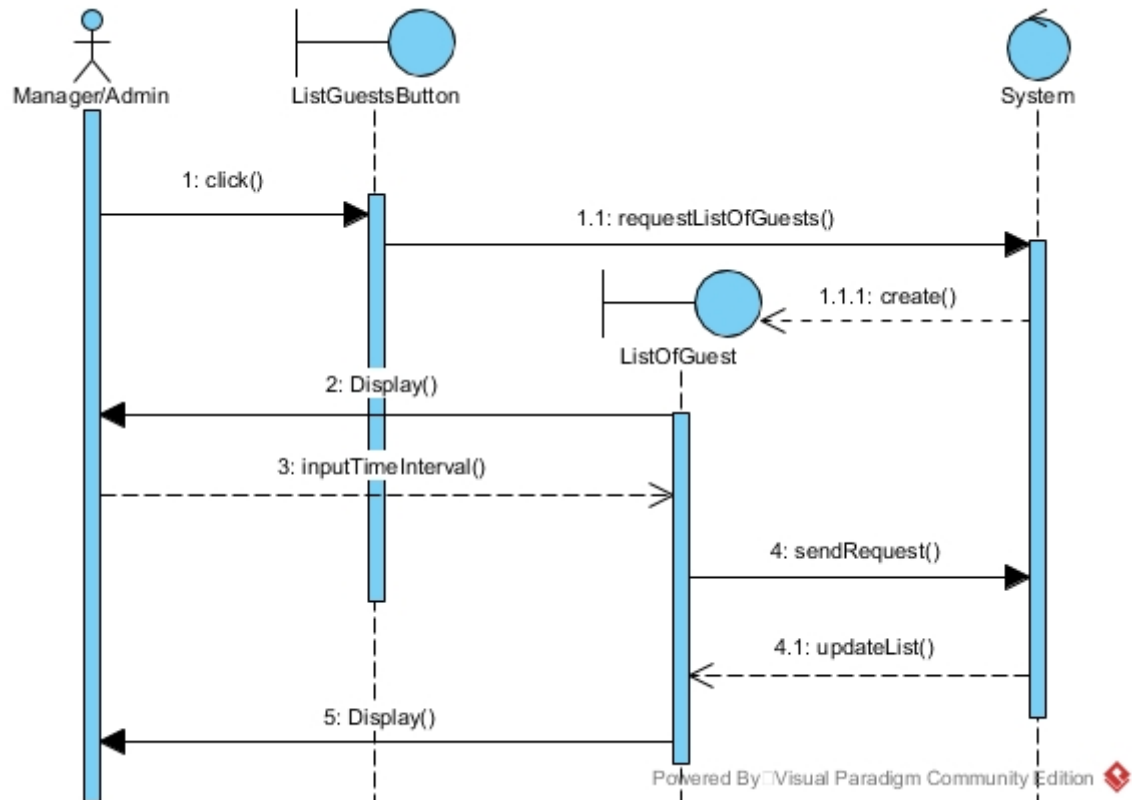 Manager/Admin
ListGuestsButton
System
1: click()
1.1: requestListOfGuests()
1.1.1: create()
ListOfGuest
2: Display()
3: inputTimeInterval()
4: sendRequest()
4.1: updateList()
5: Display()
Powered By Visual Paradigm Community Edition